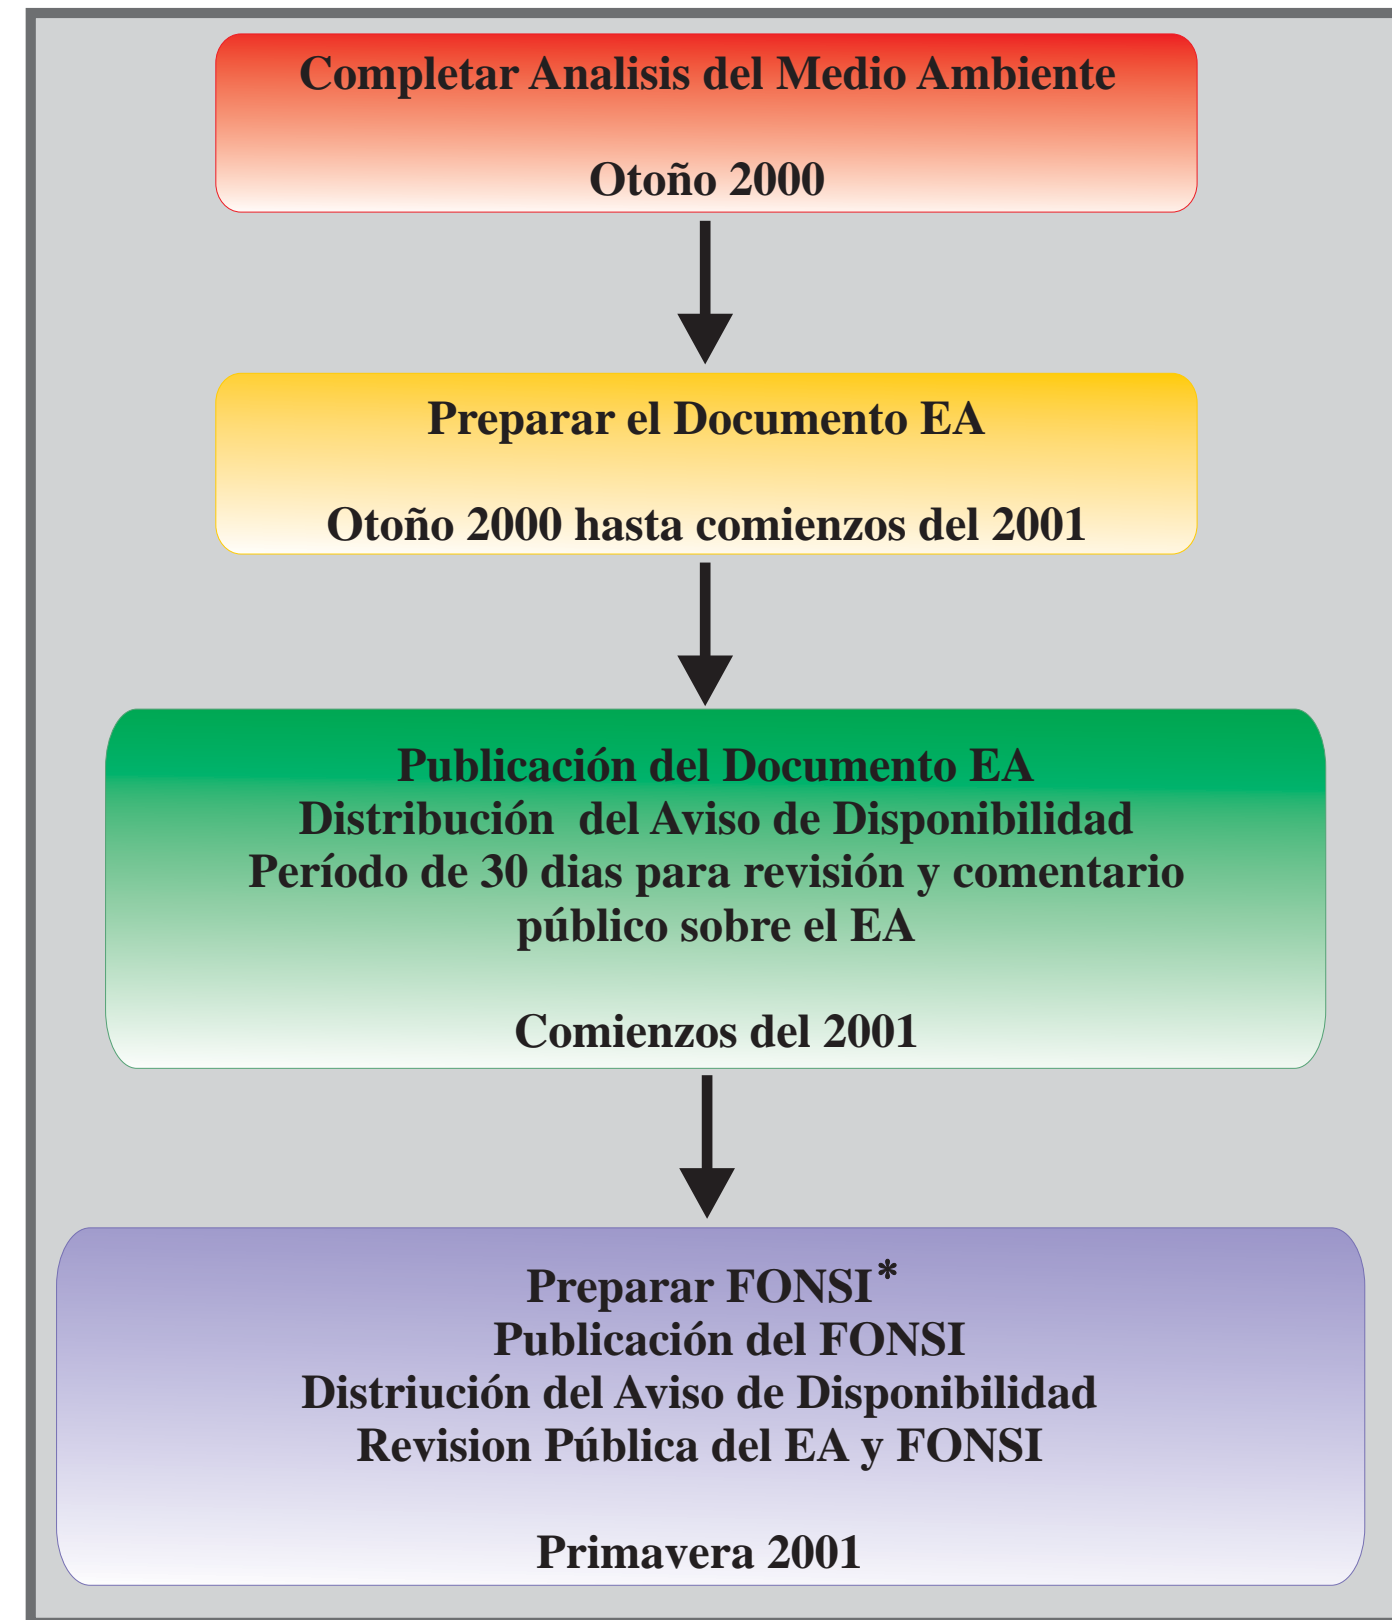 Completar Analisis del Medio Ambiente
Otoño 2000
Preparar el Documento EA
Otoño 2000 hasta comienzos del 2001
Publicación del Documento EA
Distribución del Aviso de Disponibilidad
Período de 30 dias para revisión y comentario
público sobre el EA
Comienzos del 2001
Preparar FONSI*
Publicación del FONSI
Distriución del Aviso de Disponibilidad
Revision Pública del EA y FONSI
Primavera 2001